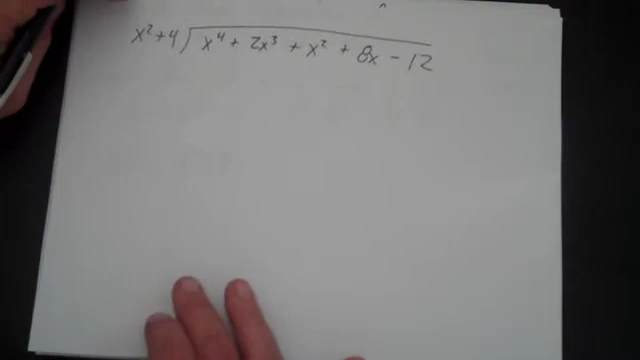 x² + 4 ) x⁴ + 2x³ + x² + 8x - 12